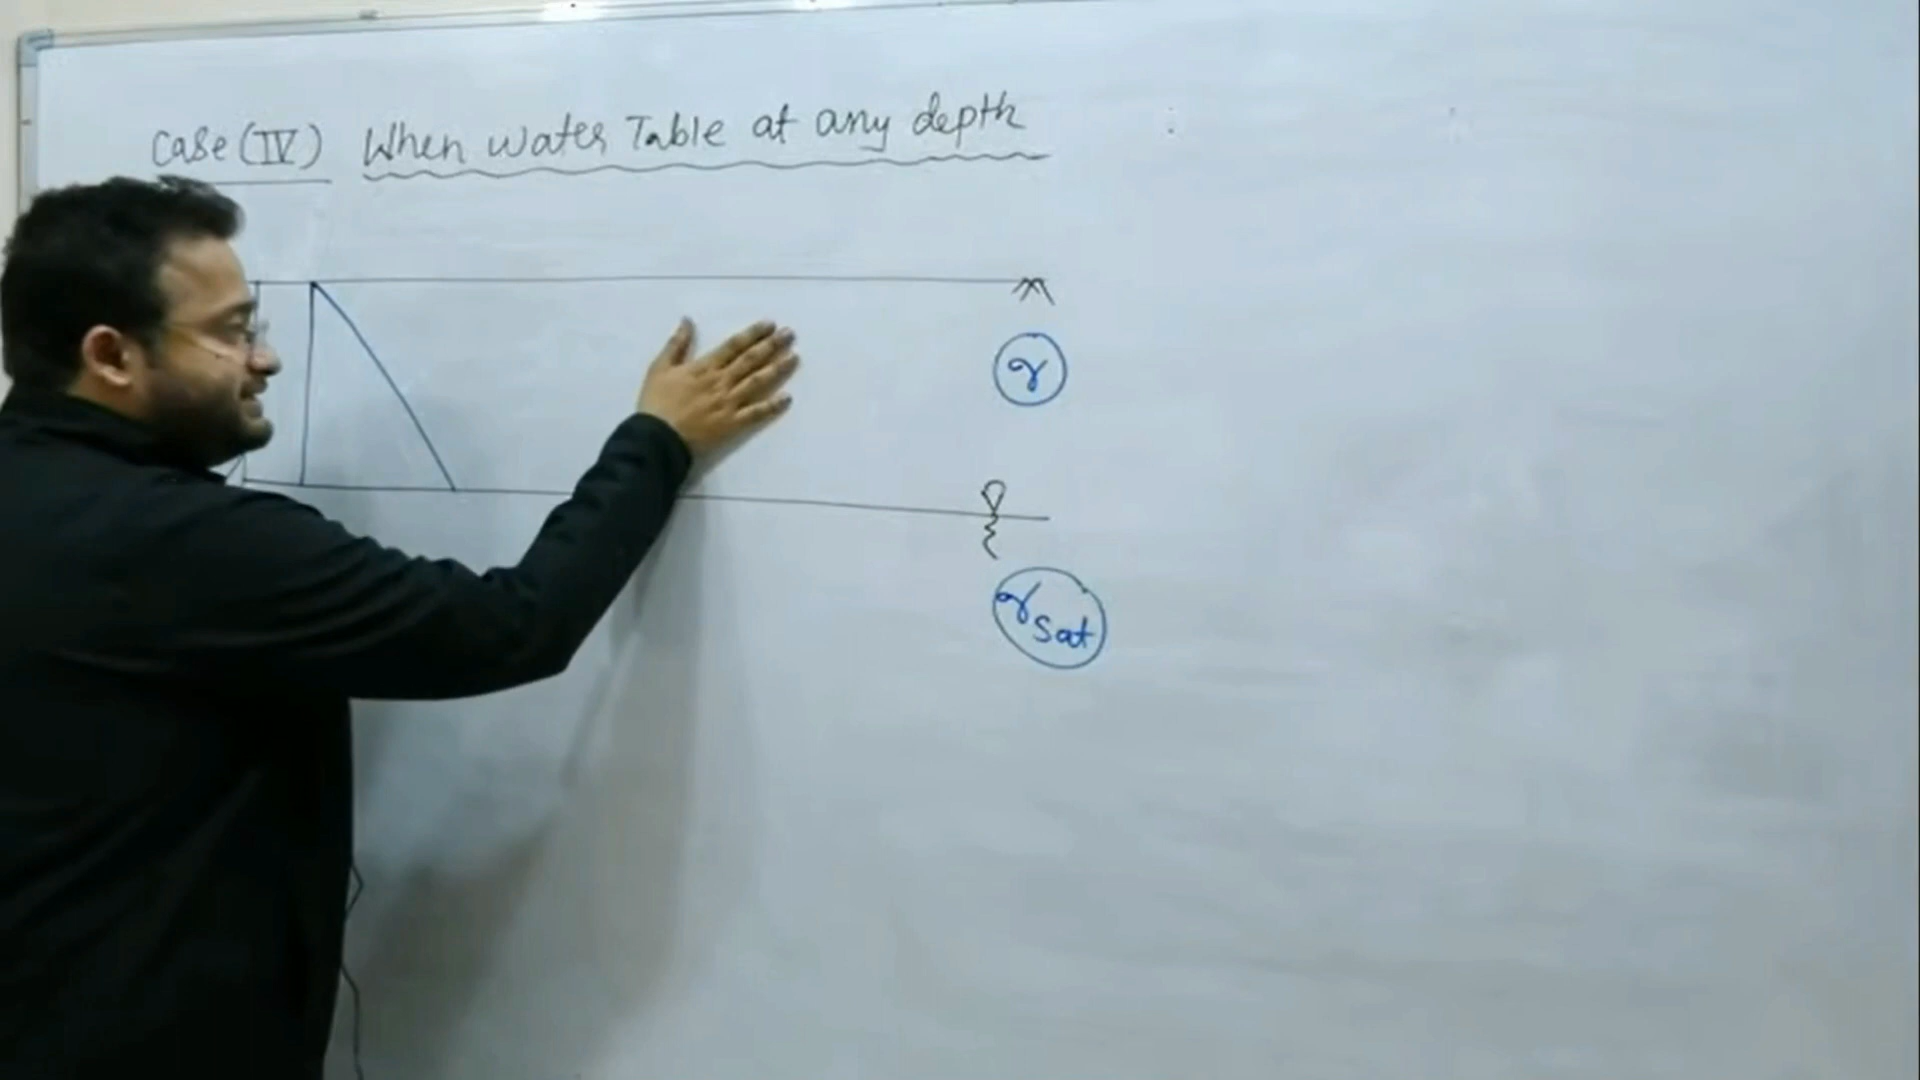 Case (IV) When Water Table at any depth
γ
γsat